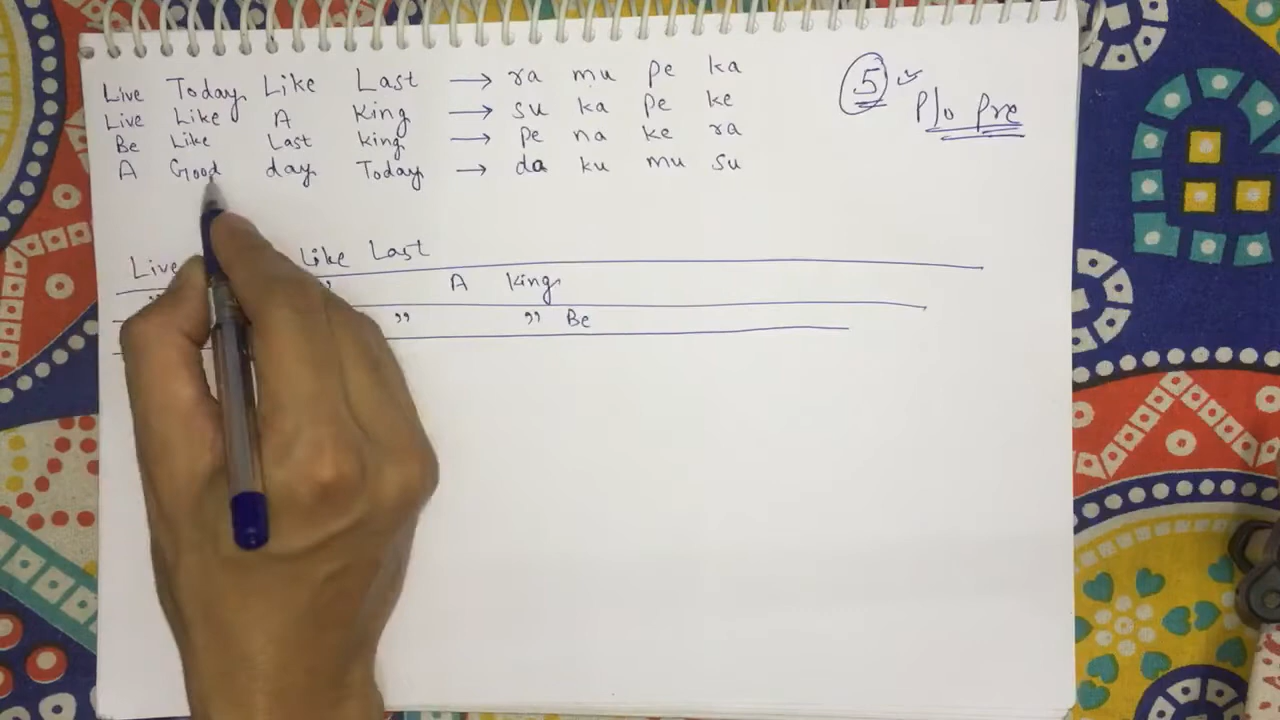 Live Today Like Last → ra mu pe ka
Live Like A King → su ka pe ke
Be Like Last king → pe na ke ra
A Good day Today → da ku mu su
5 P/o Pre
Live Like Last
" A King
" " Be